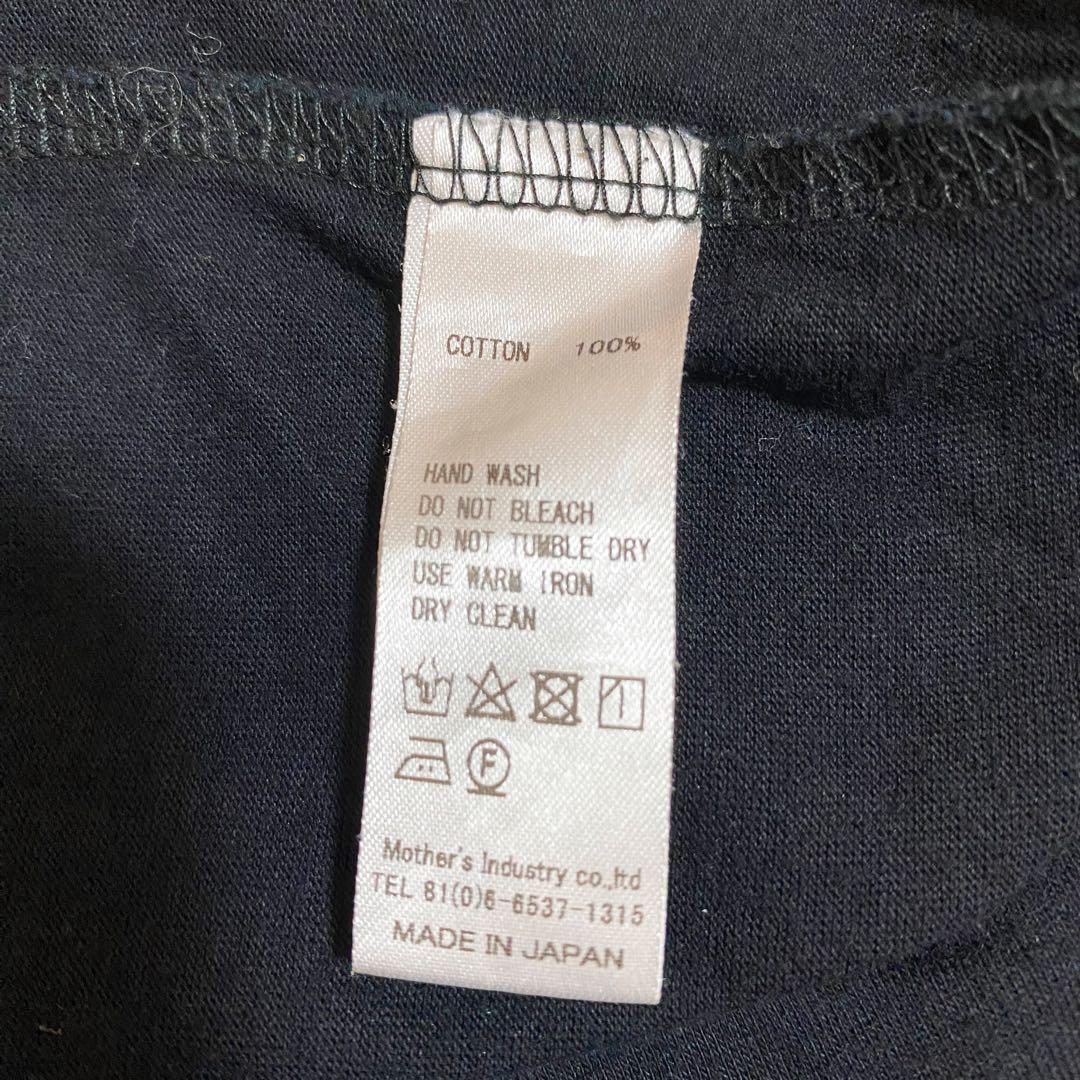 COTTON 100%
HAND WASH
DO NOT BLEACH
DO NOT TUMBLE DRY
USE WARM IRON
DRY CLEAN
F
Mother's Industry co.,ltd
TEL 81(0)6-6537-1315
MADE IN JAPAN